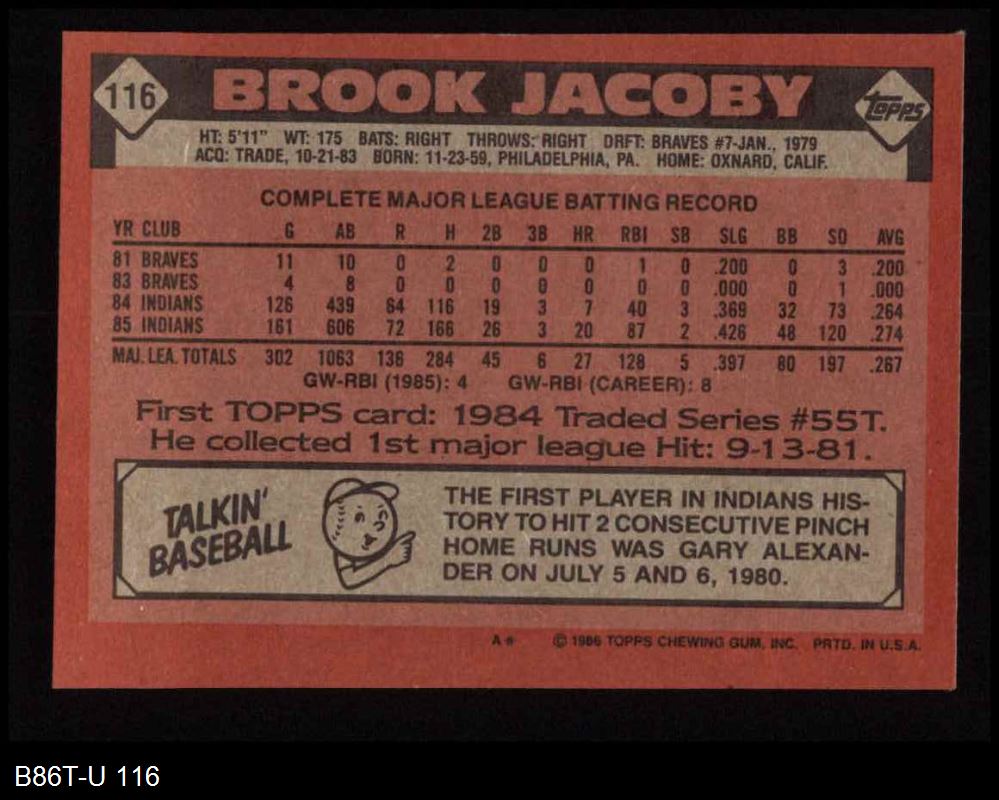 116 BROOK JACOBY TOPPS
HT: 5'11" WT: 175 BATS: RIGHT THROWS: RIGHT DRFT: BRAVES #7-JAN., 1979
ACQ: TRADE, 10-21-83 BORN: 11-23-59, PHILADELPHIA, PA. HOME: OXNARD, CALIF.
COMPLETE MAJOR LEAGUE BATTING RECORD
YR CLUB G AB R H 2B 3B HR RBI SB SLG BB SO AVG
81 BRAVES 11 10 0 2 0 0 0 1 0 .200 0 3 .200
83 BRAVES 4 8 0 0 0 0 0 0 0 .000 0 1 .000
84 INDIANS 126 439 64 116 19 3 7 40 3 .369 32 73 .264
85 INDIANS 161 606 72 166 26 3 20 87 2 .426 48 120 .274
MAJ. LEA. TOTALS 302 1063 136 284 45 6 27 128 5 .397 80 197 .267
GW-RBI (1985): 4 GW-RBI (CAREER): 8
First TOPPS card: 1984 Traded Series #55T.
He collected 1st major league Hit: 9-13-81.
TALKIN'
BASEBALL
THE FIRST PLAYER IN INDIANS HIS-
TORY TO HIT 2 CONSECUTIVE PINCH
HOME RUNS WAS GARY ALEXAN-
DER ON JULY 5 AND 6, 1980.
A* © 1986 TOPPS CHEWING GUM, INC. PRTD. IN U.S.A.
B86T-U 116